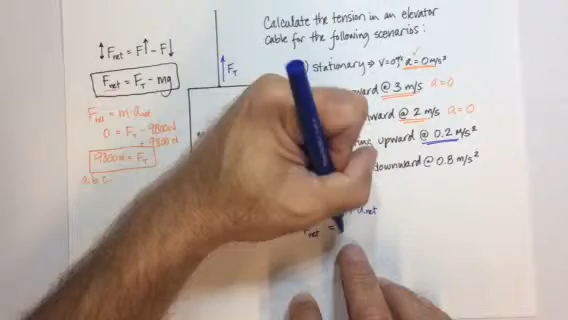 Calculate the tension in an elevator
cable for the following scenarios:
↕ Fnet = F↑ - F↓
Fnet = FT - mg
↑ FT
) stationary ⇒ v=0 a=0 m/s²
ward @ 3 m/s a=0
Fnet = m·anet
ward @ 2 m/s a=0
0 = FT - 9800N
+ 9800N
upward @ 0.2 m/s²
9800N = FT
downward @ 0.8 m/s²
a. b. c.
anet
Fnet =